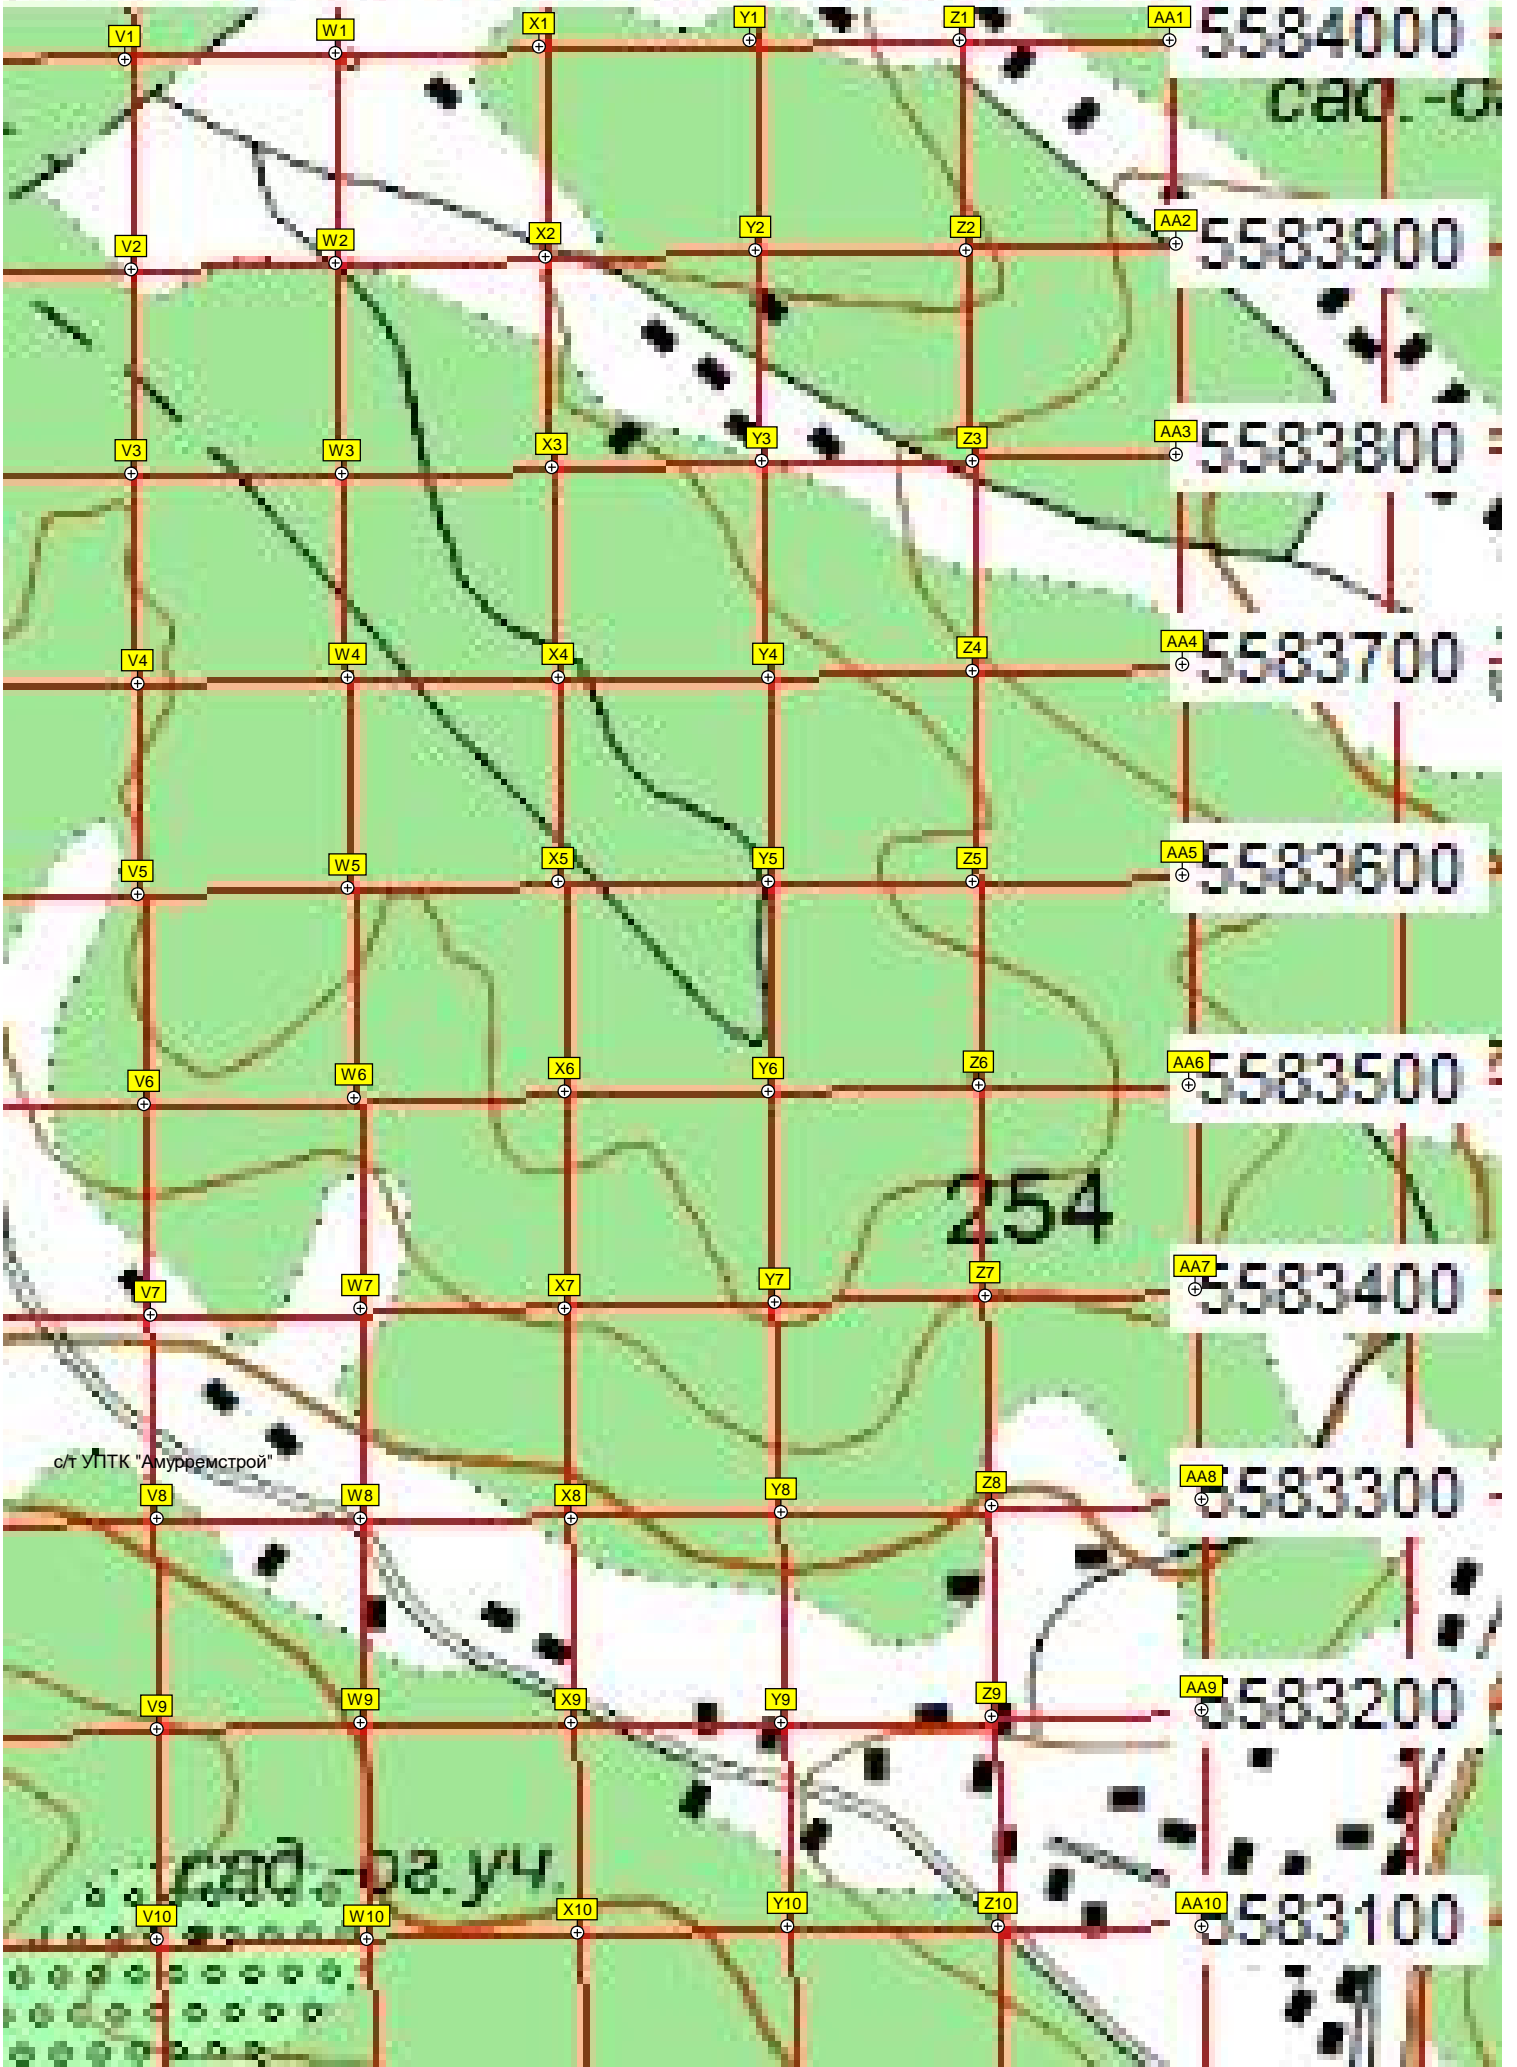 V1 W1 X1 Y1 Z1 AA1 5584000
сад.-о
V2 W2 X2 Y2 Z2 AA2 5583900
V3 W3 X3 Y3 Z3 AA3 5583800
V4 W4 X4 Y4 Z4 AA4 5583700
V5 W5 X5 Y5 Z5 AA5 5583600
V6 W6 X6 Y6 Z6 AA6 5583500
254
V7 W7 X7 Y7 Z7 AA7 5583400
с/т УПТК "Амурремстрой"
V8 W8 X8 Y8 Z8 AA8 5583300
V9 W9 X9 Y9 Z9 AA9 5583200
сад.-ог.уч.
V10 W10 X10 Y10 Z10 AA10 5583100